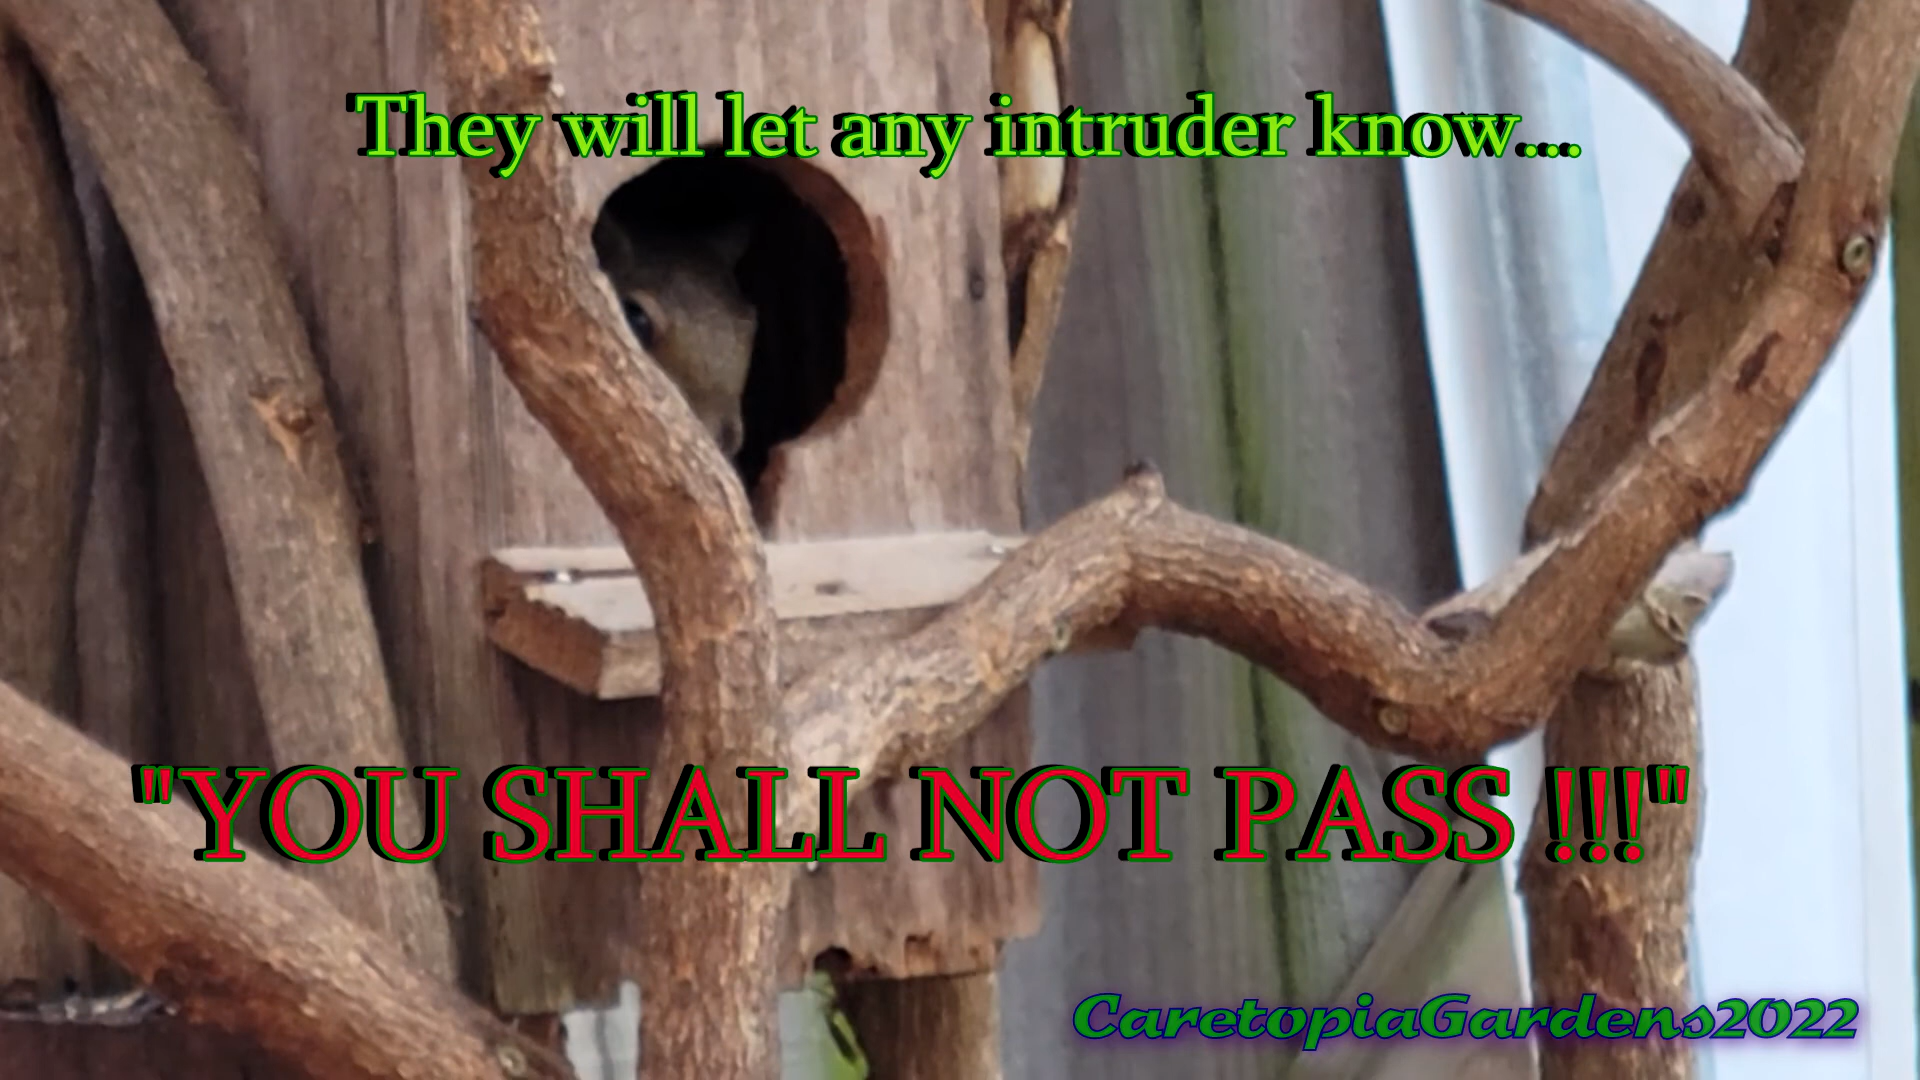 They will let any intruder know....
"YOU SHALL NOT PASS !!!"
CaretopiaGardens2022